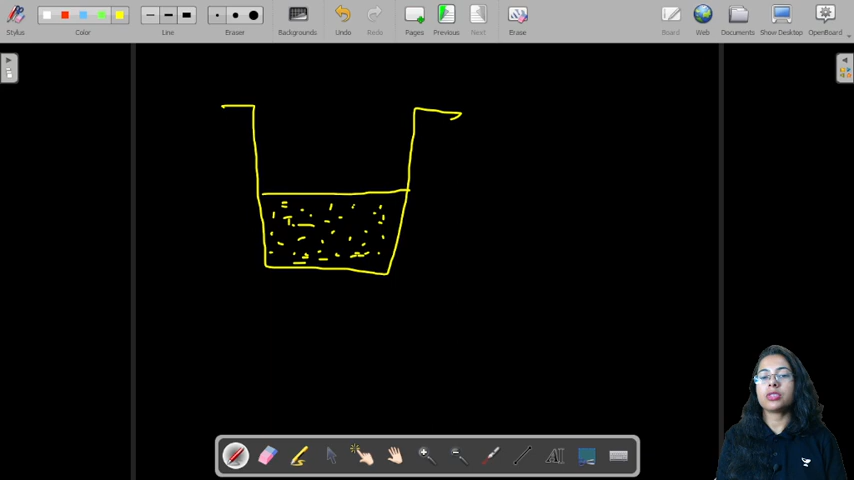 Stylus Color Line Eraser Backgrounds Undo Redo Pages Previous Next Erase Board Web Documents Show Desktop OpenBoard